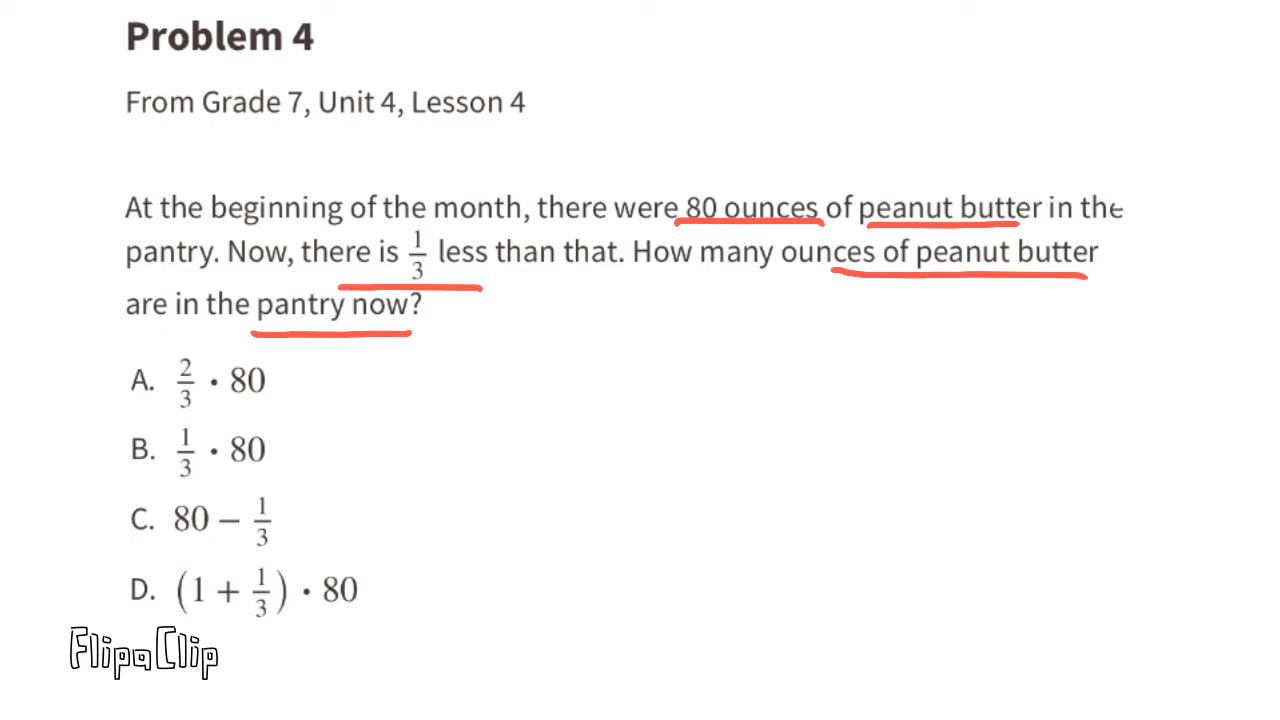 Problem 4
From Grade 7, Unit 4, Lesson 4
At the beginning of the month, there were 80 ounces of peanut butter in the
pantry. Now, there is 1/3 less than that. How many ounces of peanut butter
are in the pantry now?
A. 2/3 · 80
B. 1/3 · 80
C. 80 − 1/3
D. (1 + 1/3) · 80
FlipaClip